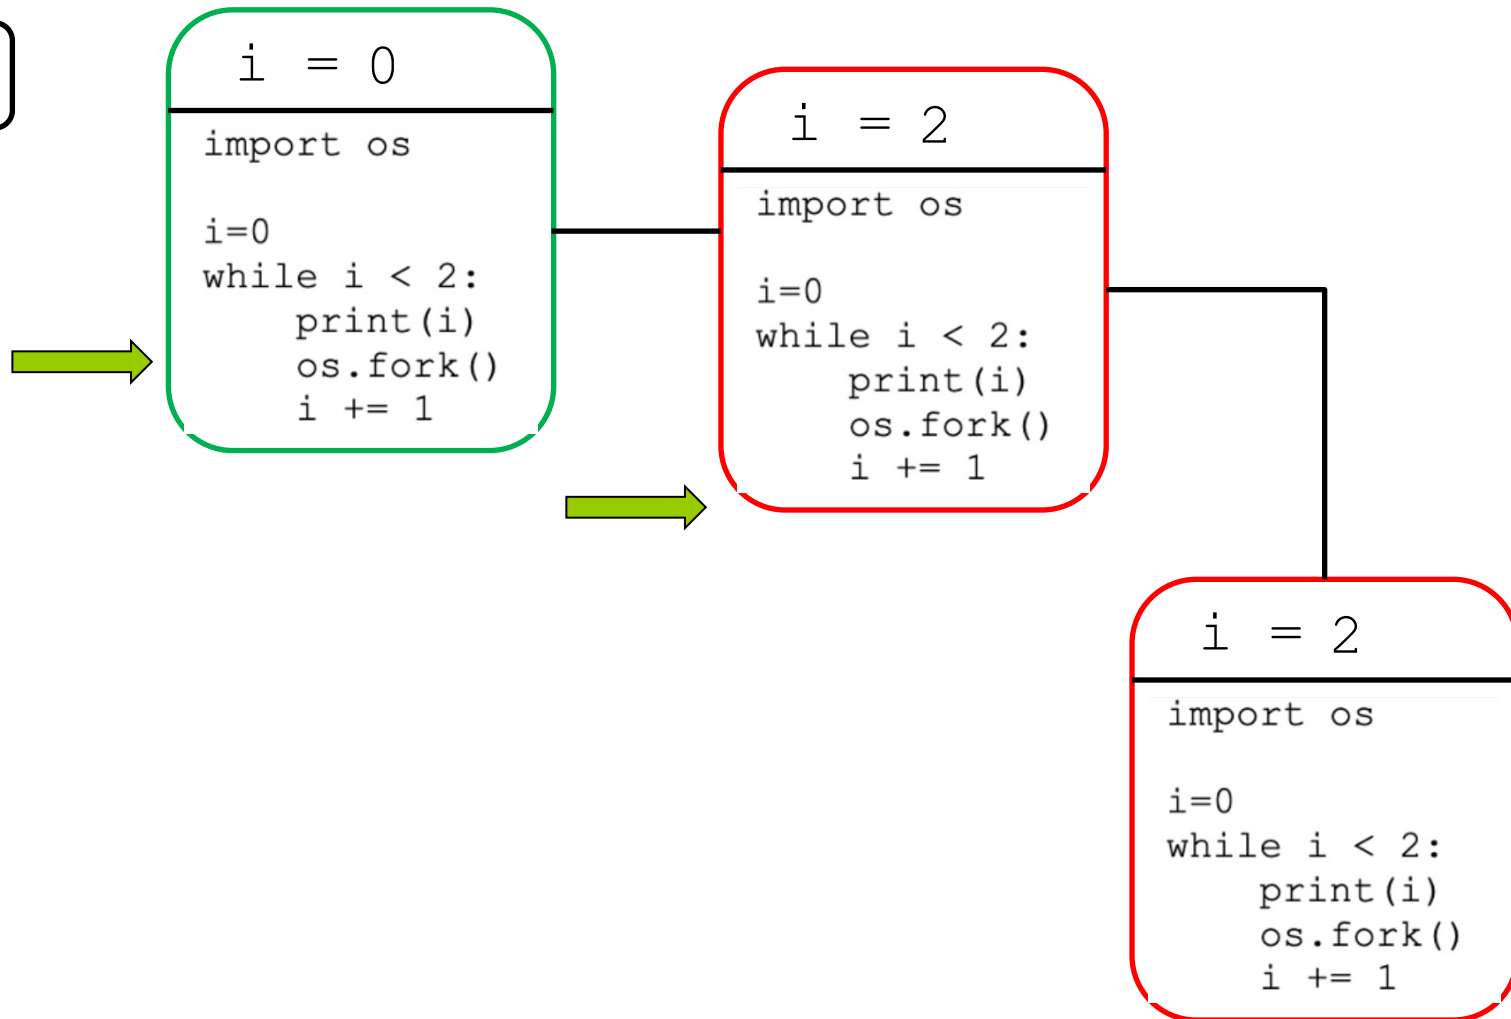 i = 0
import os
i=0
while i < 2:
print(i)
os.fork()
i += 1
i = 2
import os
i=0
while i < 2:
print(i)
os.fork()
i += 1
i = 2
import os
i=0
while i < 2:
print(i)
os.fork()
i += 1